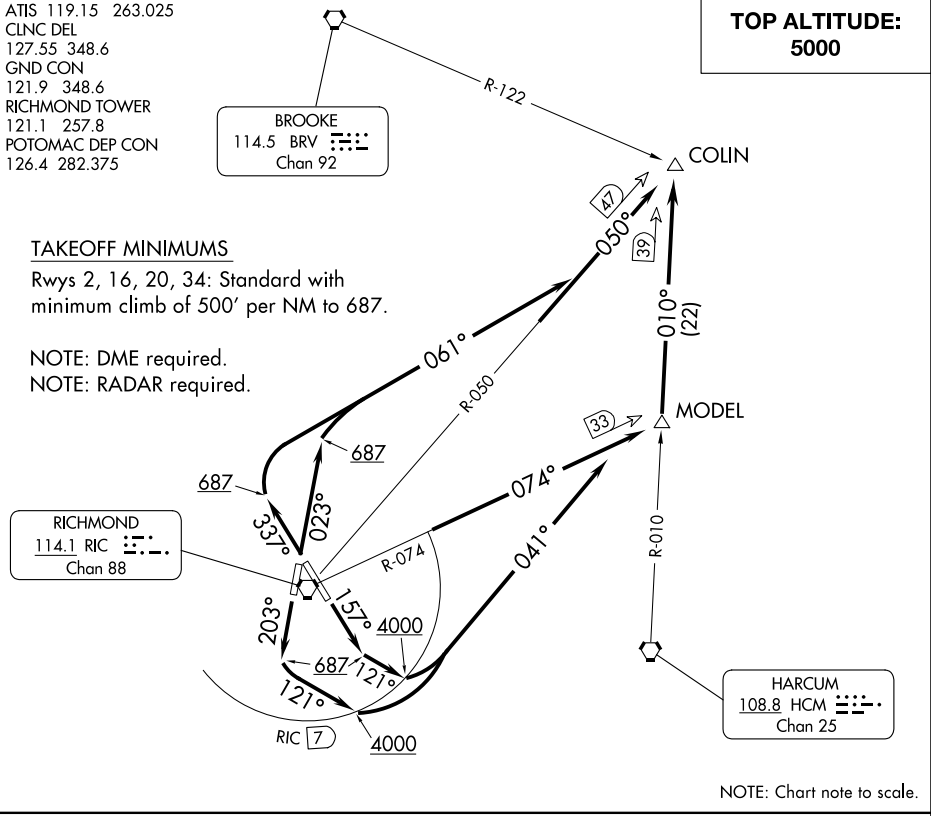 ATIS 119.15 263.025
CLNC DEL
127.55 348.6
GND CON
121.9 348.6
RICHMOND TOWER
121.1 257.8
POTOMAC DEP CON
126.4 282.375
TOP ALTITUDE:
5000
BROOKE
114.5 BRV
Chan 92
R-122
COLIN
47
050°
39
010°
(22)
TAKEOFF MINIMUMS
Rwys 2, 16, 20, 34: Standard with
minimum climb of 500' per NM to 687.
NOTE: DME required.
NOTE: RADAR required.
061°
R-050
MODEL
33
687
687
074°
337°
023°
RICHMOND
114.1 RIC
Chan 88
R-074
041°
R-010
203°
157°
4000
687
121°
121°
RIC 7
4000
HARCUM
108.8 HCM
Chan 25
NOTE: Chart note to scale.